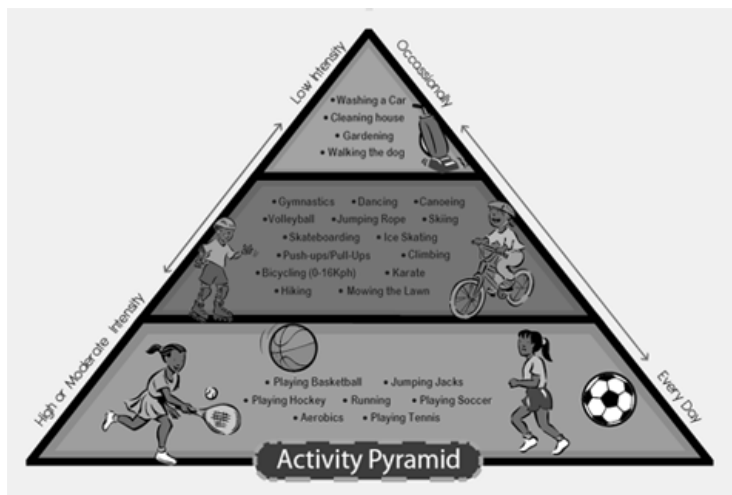 Low Intensity
Occassionally
• Washing a Car
• Cleaning house
• Gardening
• Walking the dog
• Gymnastics • Dancing • Canoeing
• Volleyball • Jumping Rope • Skiing
• Skateboarding • Ice Skating
• Push-ups/Pull-Ups • Climbing
• Bicycling (0-16Kph) • Karate
• Hiking • Mowing the Lawn
High or Moderate Intensity
Every Day
• Playing Basketball • Jumping Jacks
• Playing Hockey • Running • Playing Soccer
• Aerobics • Playing Tennis
Activity Pyramid